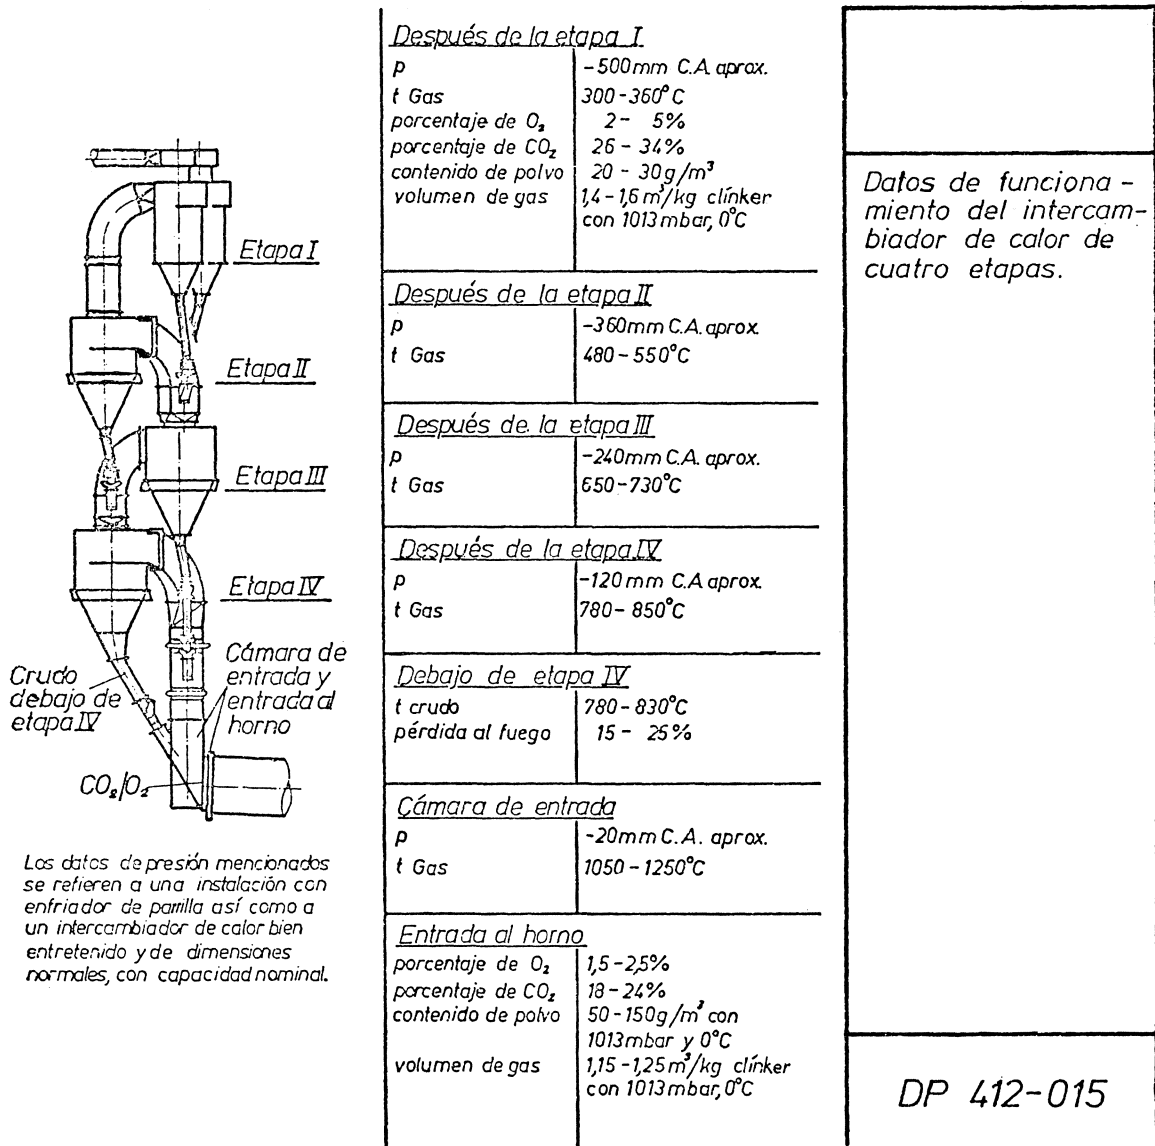 Etapa I
Etapa II
Etapa III
Etapa IV
Crudo
debajo de
etapa IV
Cámara de
entrada y
entrada al
horno
CO₂/O₂
Los datos de presión mencionados
se refieren a una instalación con
enfriador de parrilla así como a
un intercambiador de calor bien
entretenido y de dimensiones
normales, con capacidad nominal.
Después de la etapa I
p -500mm C.A. aprox.
t Gas 300-360°C
porcentaje de O₂ 2- 5%
porcentaje de CO₂ 26 - 34%
contenido de polvo 20 - 30g/m³
volumen de gas 1,4-1,6 m³/kg clínker
con 1013 mbar, 0°C
Después de la etapa II
p -360mm C.A. aprox.
t Gas 480-550°C
Después de la etapa III
p -240mm C.A. aprox.
t Gas 650-730°C
Después de la etapa IV
p -120 mm C.A aprox.
t Gas 780-850°C
Debajo de etapa IV
t crudo 780-830°C
pérdida al fuego 15 - 25%
Cámara de entrada
p -20mm C.A. aprox.
t Gas 1050-1250°C
Entrada al horno
porcentaje de O₂ 1,5-2,5%
porcentaje de CO₂ 18-24%
contenido de polvo 50-150g/m³ con
1013mbar y 0°C
volumen de gas 1,15-1,25 m³/kg clínker
con 1013 mbar, 0°C
Datos de funciona-
miento del intercam-
biador de calor de
cuatro etapas.
DP 412-015